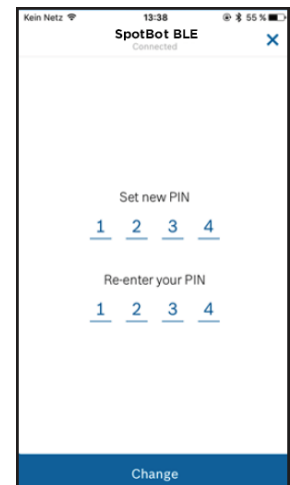 Kein Netz 13:38 55 %
SpotBot BLE
Connected
Set new PIN
1 2 3 4
Re-enter your PIN
1 2 3 4
Change